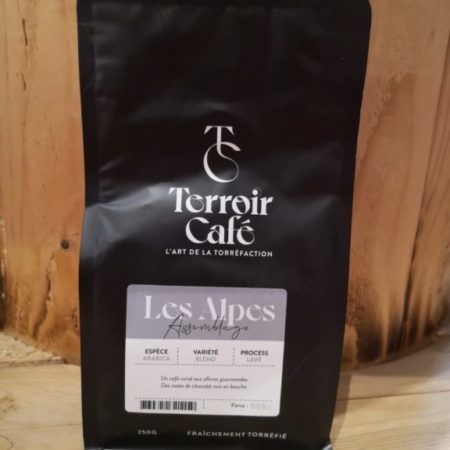 TC
Terroir
Café
L'ART DE LA TORRÉFACTION
Les Alpes
Assemblage
ESPÈCE VARIÉTÉ PROCESS
ARABICA BLEND LAVÉ
Un café corsé aux allures gourmandes.
Des notes de chocolat noir en bouche.
Force :
250G FRAÎCHEMENT TORRÉFIÉ